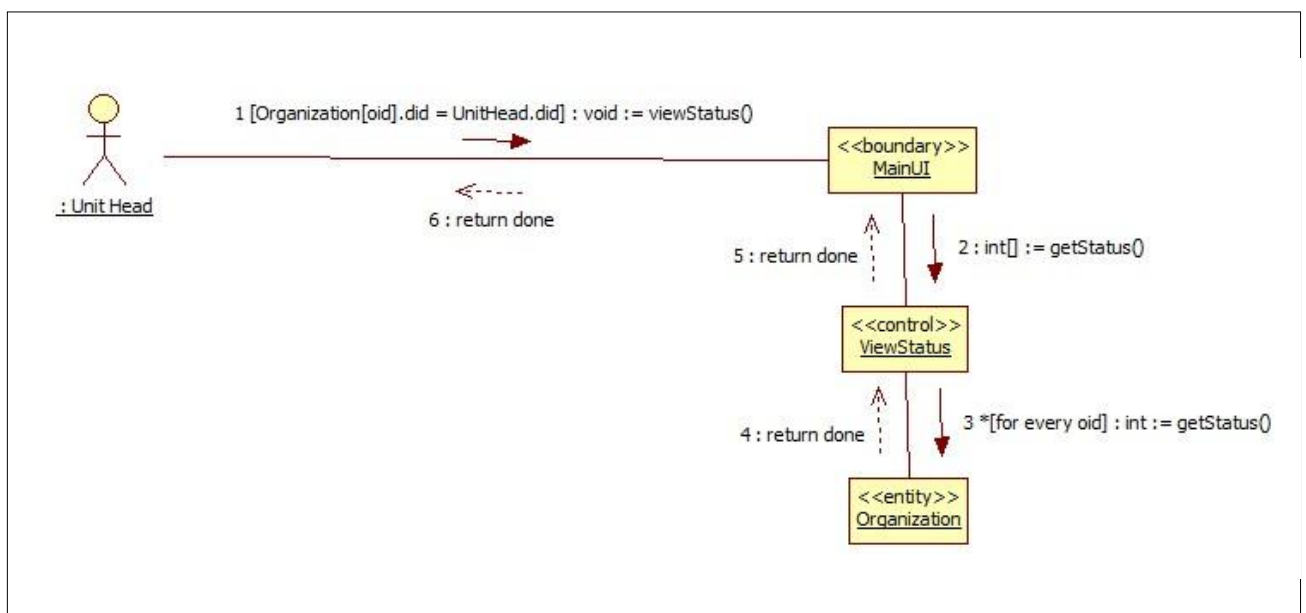 1 [Organization[oid].did = UnitHead.did] : void := viewStatus()
<<boundary>>
MainUI
: Unit Head
6 : return done
5 : return done
2 : int[] := getStatus()
<<control>>
ViewStatus
4 : return done
3 *[for every oid] : int := getStatus()
<<entity>>
Organization